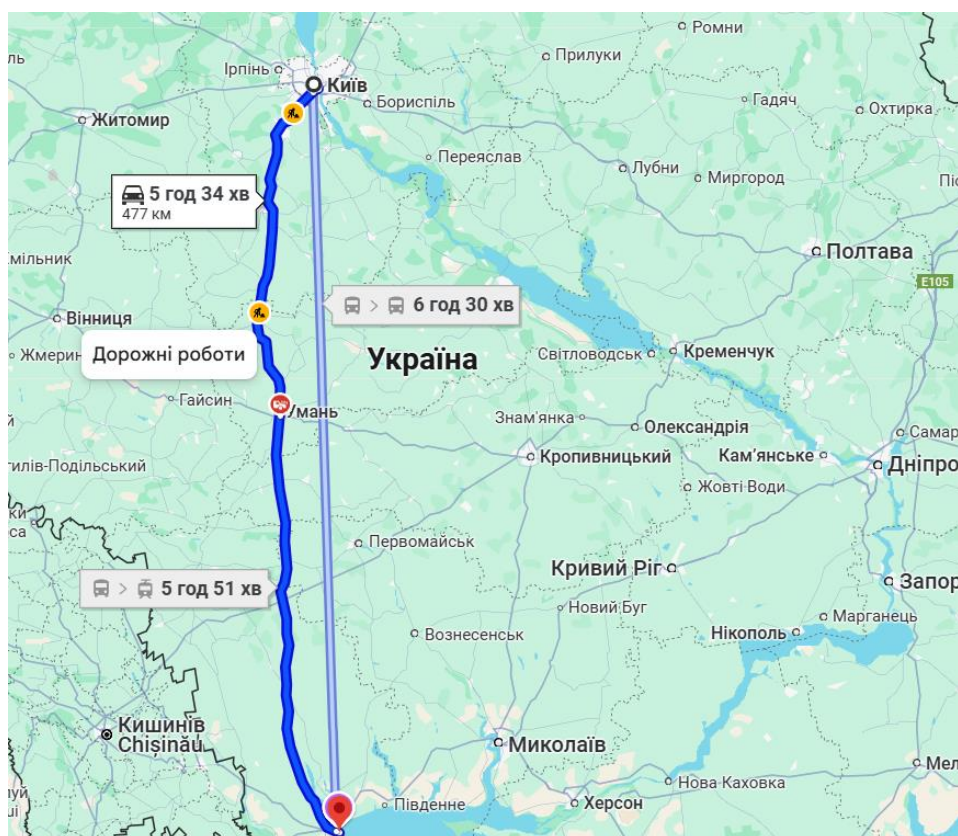 Ромни
Прилуки
Ірпінь
Київ
Гадяч
Охтирка
Бориспіль
Житомир
Переяслав
Лубни
Миргород
5 год 34 хв
477 км
Полтава
E105
6 год 30 хв
Вінниця
Дорожні роботи
Україна
Світловодськ
Кременчук
Гайсин
Умань
Знам'янка
Олександрія
Кропивницький
Кам'янське
Дніпро
Жовті Води
Первомайськ
5 год 51 хв
Кривий Ріг
Новий Буг
Марганець
Вознесенськ
Нікополь
Кишинів
Chișinău
Миколаїв
Нова Каховка
Південне
Херсон